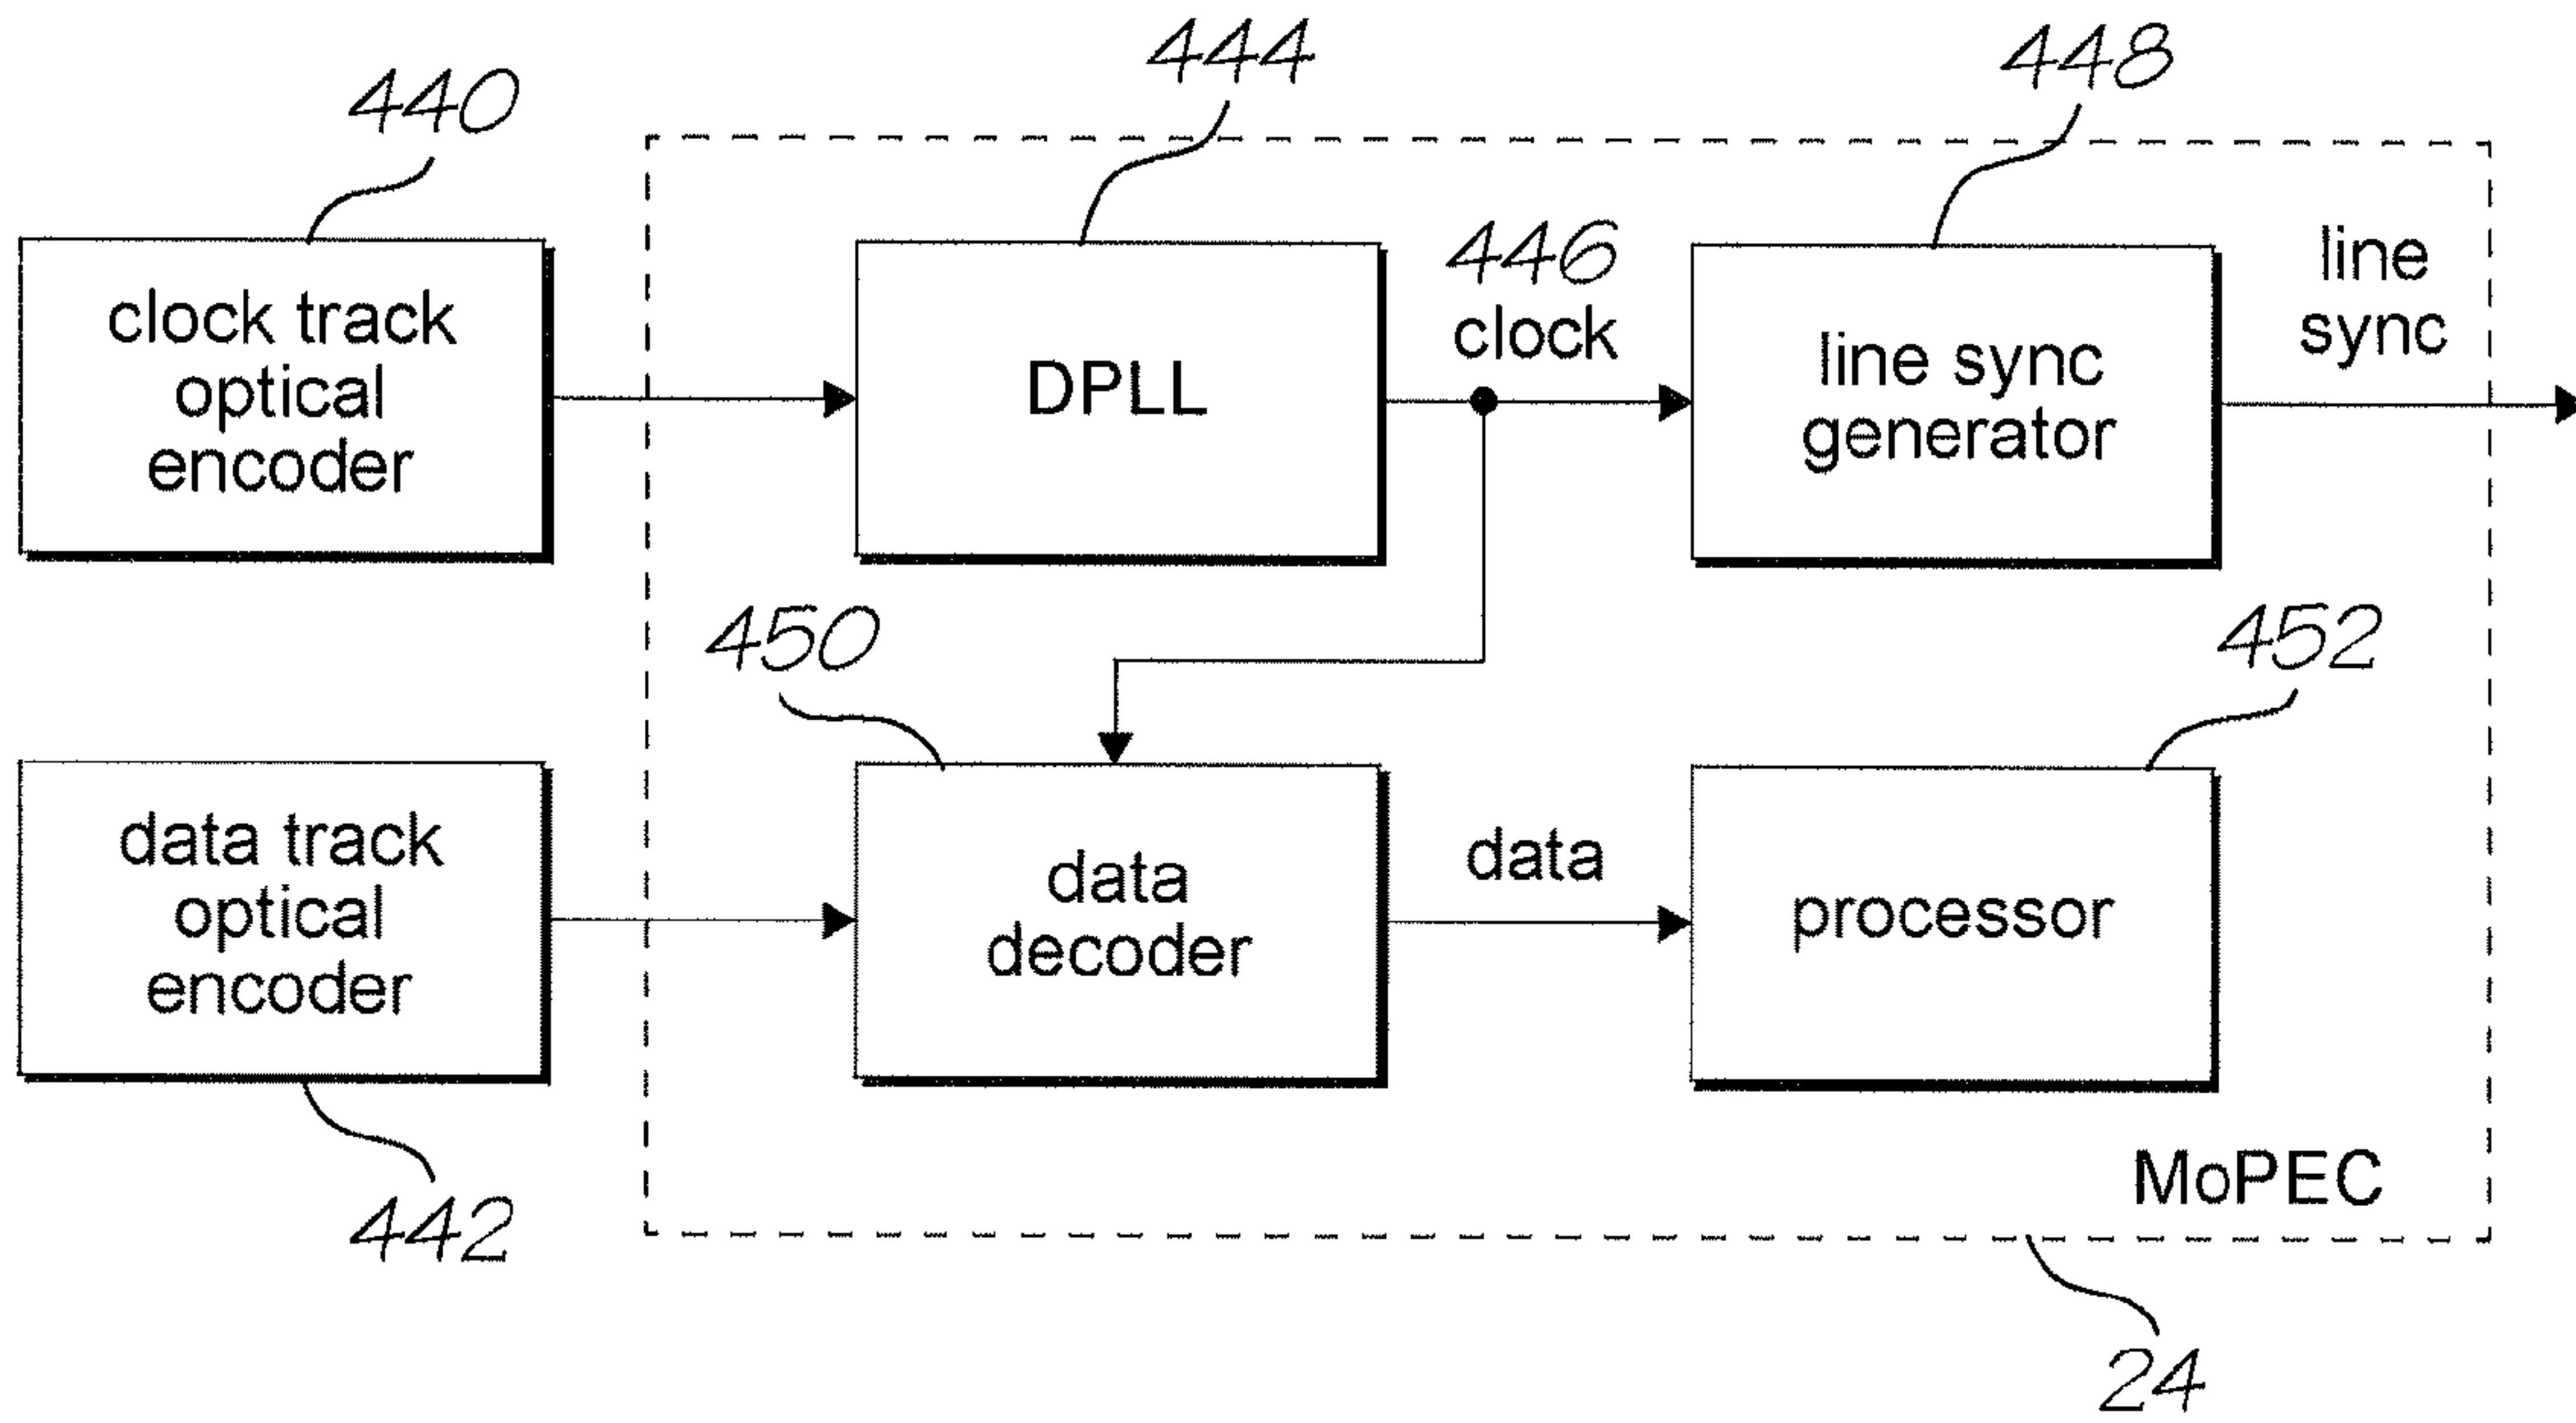 440
444
448
clock track
optical
encoder
DPLL
446
clock
line sync
generator
line
sync
450
452
data track
optical
encoder
data
decoder
data
processor
MoPEC
442
24